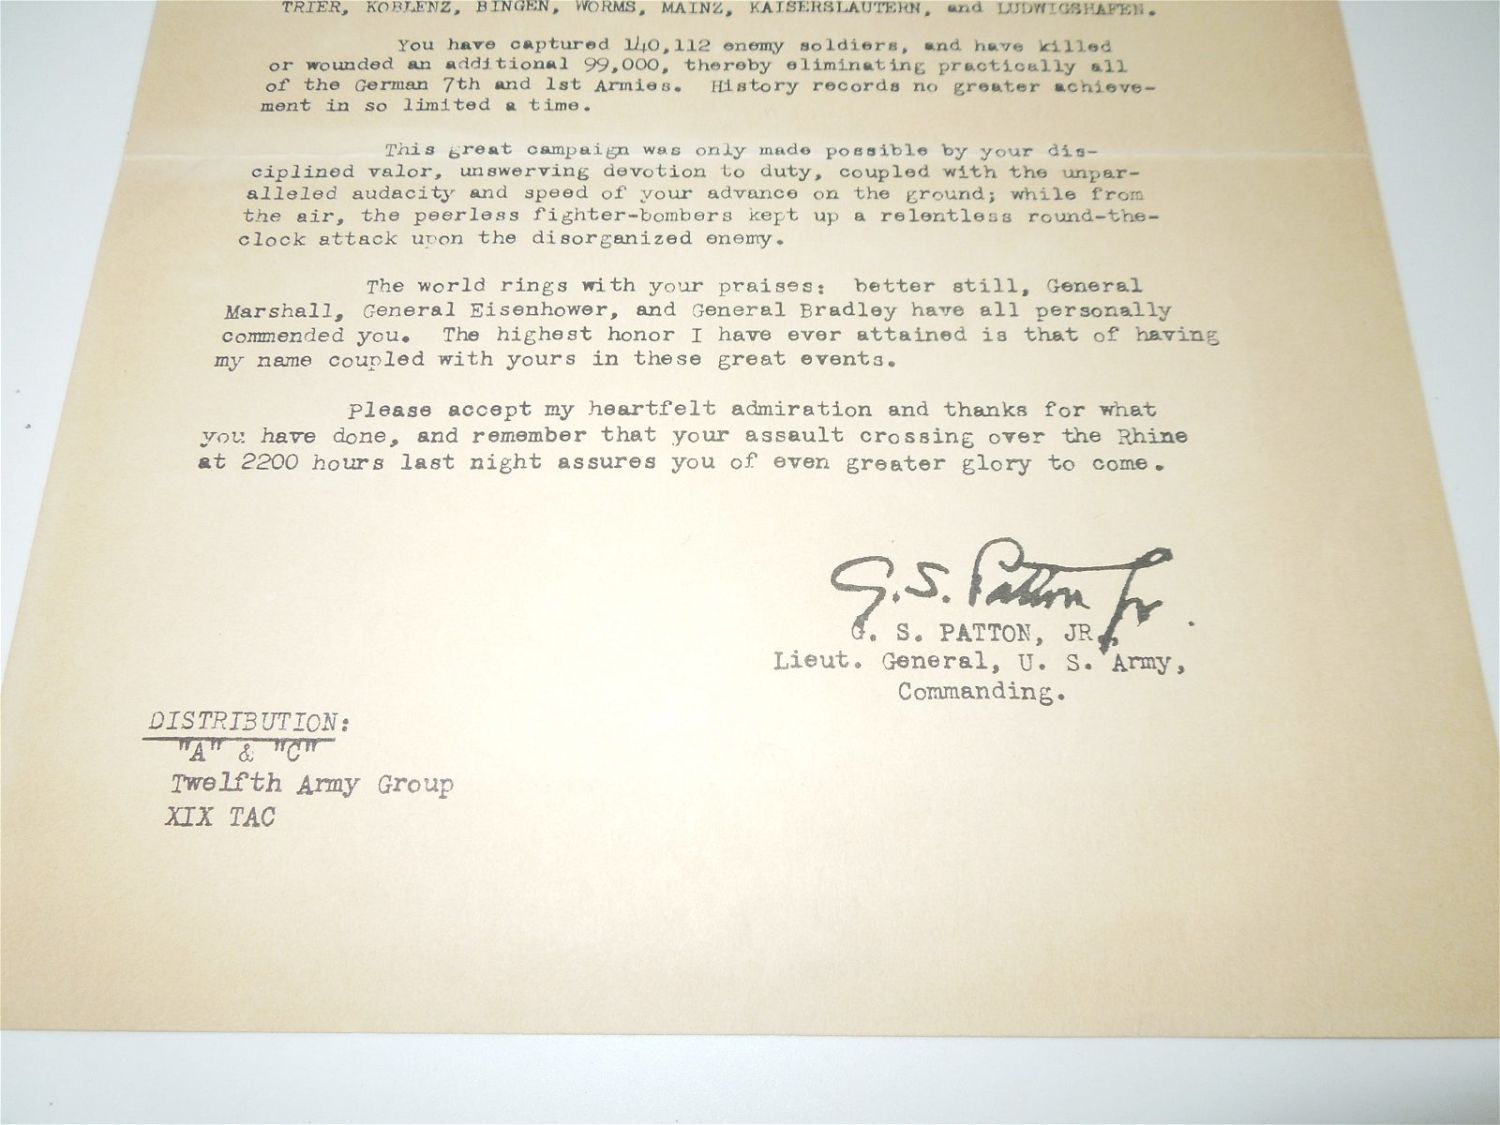 TRIER, KOBLENZ, BINGEN, WORMS, MAINZ, KAISERSLAUTERN, and LUDWIGSHAFEN.
You have captured 140,112 enemy soldiers, and have killed
or wounded an additional 99,000, thereby eliminating practically all
of the German 7th and 1st Armies. History records no greater achieve-
ment in so limited a time.
This great campaign was only made possible by your dis-
ciplined valor, unswerving devotion to duty, coupled with the unpar-
alleled audacity and speed of your advance on the ground; while from
the air, the peerless fighter-bombers kept up a relentless round-the-
clock attack upon the disorganized enemy.
The world rings with your praises: better still, General
Marshall, General Eisenhower, and General Bradley have all personally
commended you. The highest honor I have ever attained is that of having
my name coupled with yours in these great events.
Please accept my heartfelt admiration and thanks for what
you have done, and remember that your assault crossing over the Rhine
at 2200 hours last night assures you of even greater glory to come.
G. S. Patton Jr.
G. S. PATTON, JR.,
Lieut. General, U. S. Army,
Commanding.
DISTRIBUTION:
"A" & "C"
Twelfth Army Group
XIX TAC